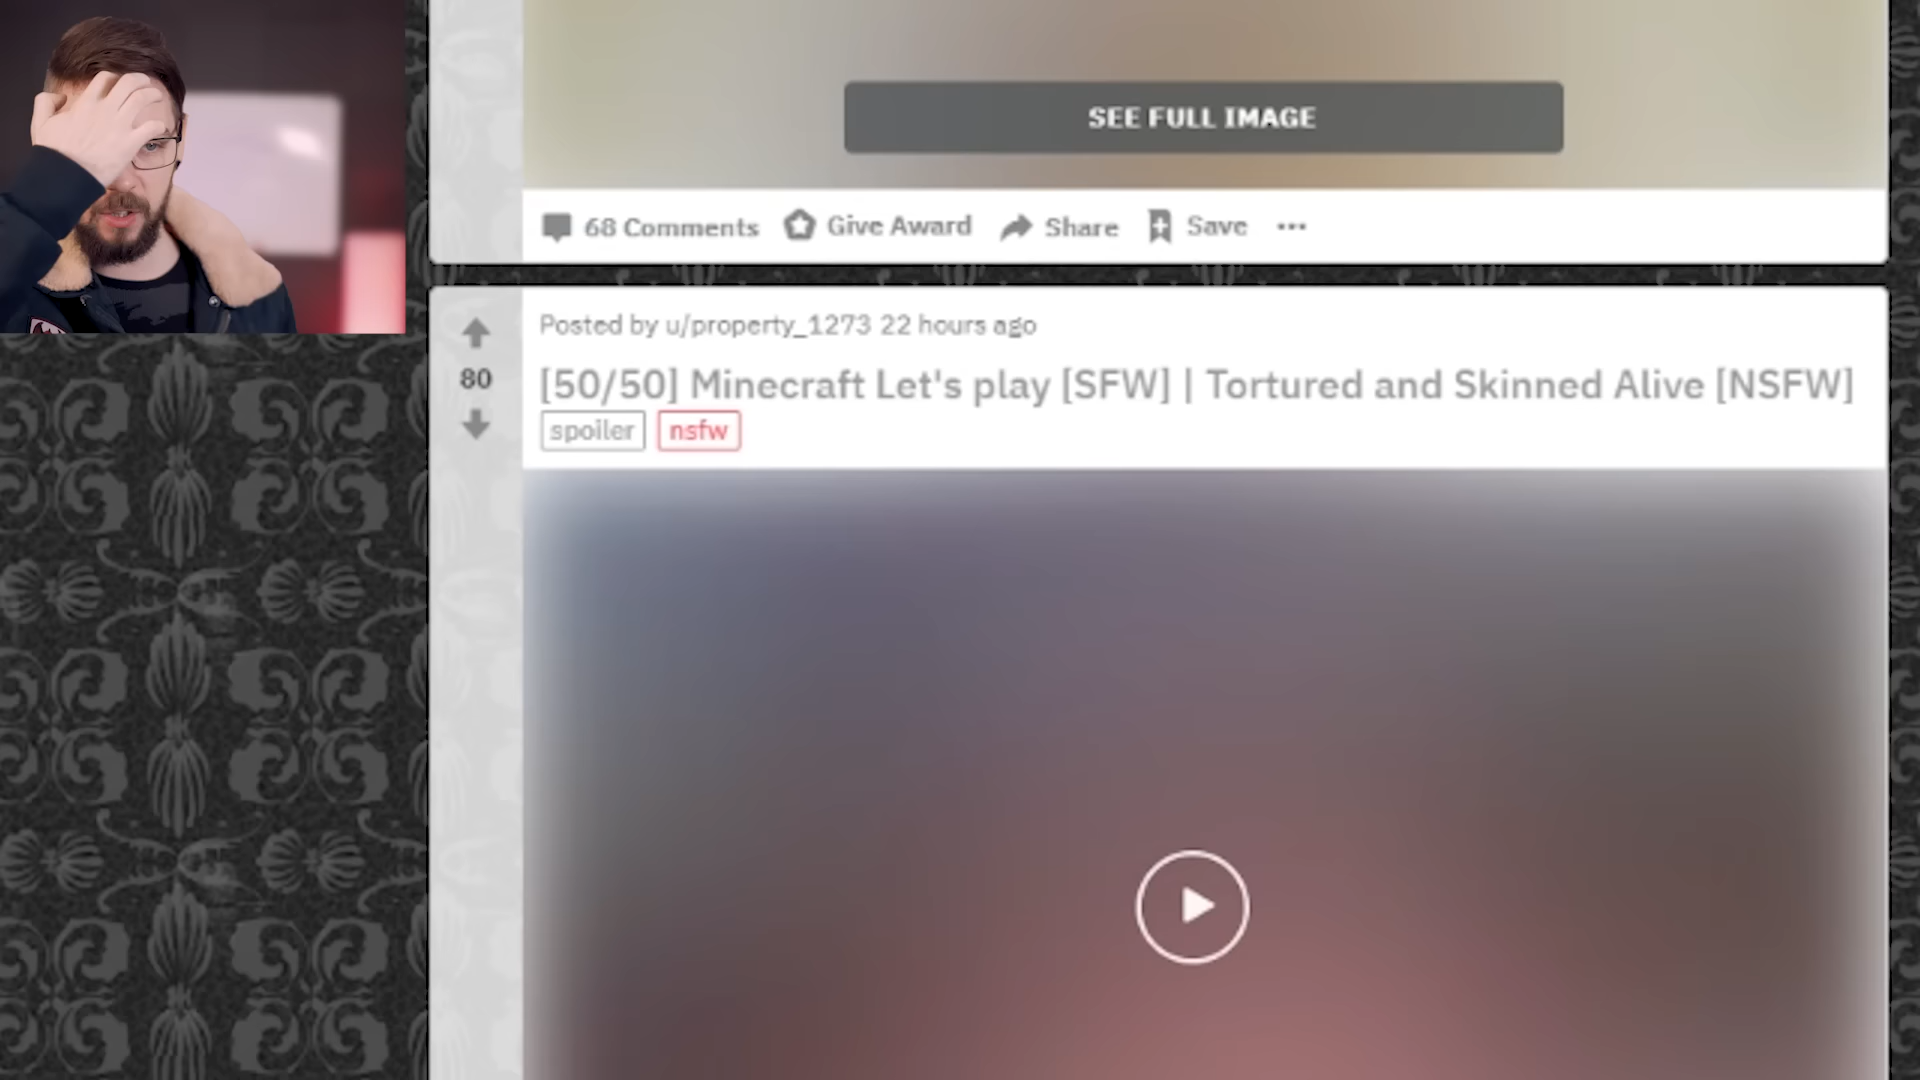 SEE FULL IMAGE
68 Comments Give Award Share Save ...
Posted by u/property_1273 22 hours ago
80
[50/50] Minecraft Let's play [SFW] | Tortured and Skinned Alive [NSFW]
spoiler nsfw